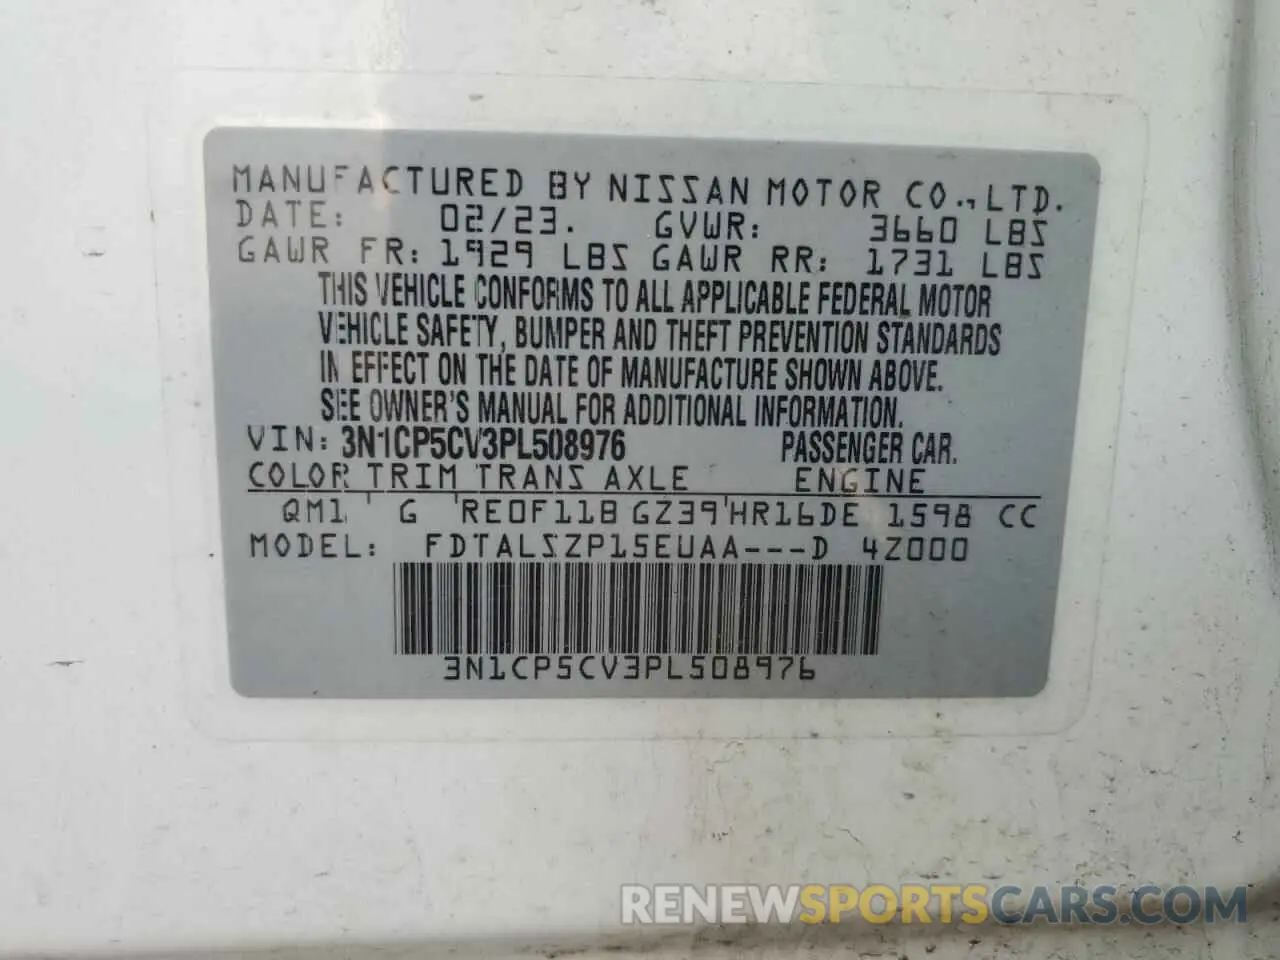 MANUFACTURED BY NISSAN MOTOR CO., LTD.
DATE: 02/23. GVWR: 3660 LBS
GAWR FR: 1929 LBS GAWR RR: 1731 LBS
THIS VEHICLE CONFORMS TO ALL APPLICABLE FEDERAL MOTOR
VEHICLE SAFETY, BUMPER AND THEFT PREVENTION STANDARDS
IN EFFECT ON THE DATE OF MANUFACTURE SHOWN ABOVE.
SEE OWNER'S MANUAL FOR ADDITIONAL INFORMATION.
VIN: 3N1CP5CV3PL508976 PASSENGER CAR.
COLOR TRIM TRANS AXLE ENGINE
QM1 G RE0F11B GZ39 HR16DE 1598 CC
MODEL: FDTALSZP15EUAA---D 4Z000
3N1CP5CV3PL508976
RENEWSPORTSCARS.COM